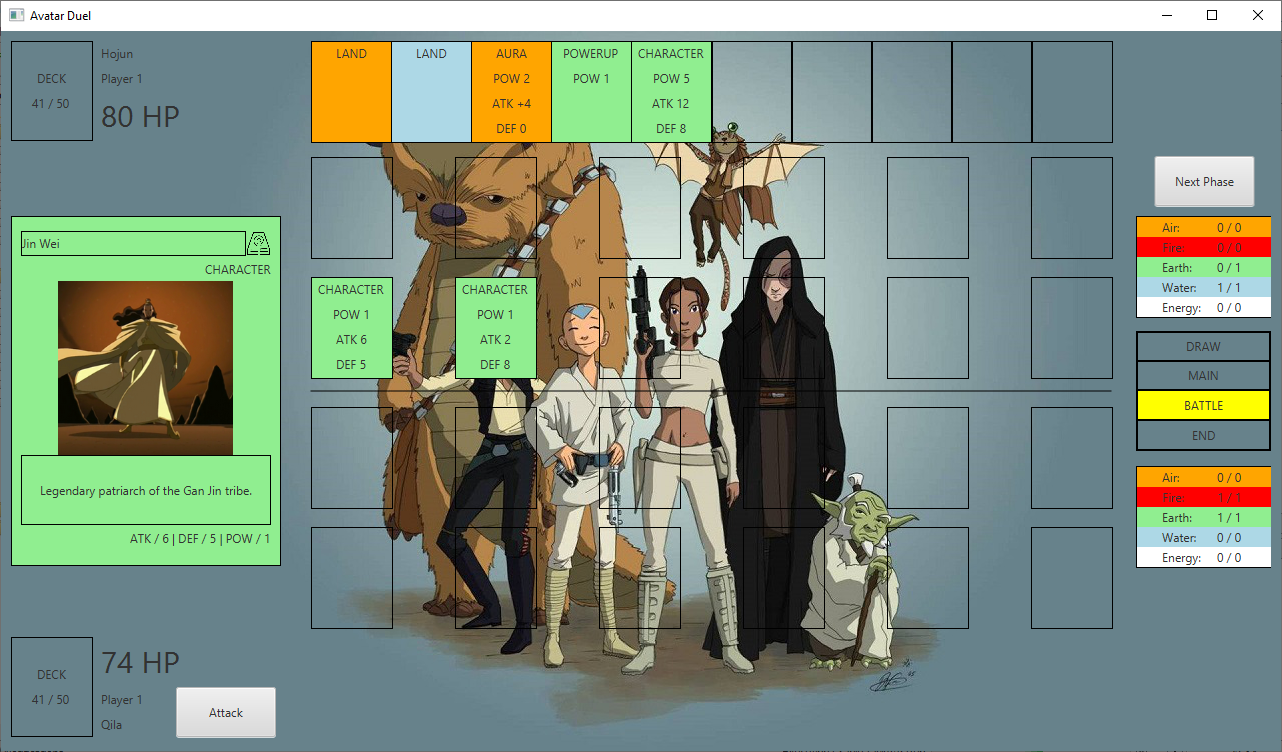 Avatar Duel
DECK
41 / 50
Hojun
Player 1
80 HP
LAND
LAND
AURA
POW 2
ATK +4
DEF 0
POWERUP
POW 1
CHARACTER
POW 5
ATK 12
DEF 8
Next Phase
Jin Wei
CHARACTER
Legendary patriarch of the Gan Jin tribe.
ATK / 6 | DEF / 5 | POW / 1
CHARACTER
POW 1
ATK 6
DEF 5
CHARACTER
POW 1
ATK 2
DEF 8
Air: 0 / 0
Fire: 0 / 0
Earth: 0 / 1
Water: 1 / 1
Energy: 0 / 0
DRAW
MAIN
BATTLE
END
Air: 0 / 0
Fire: 1 / 1
Earth: 1 / 1
Water: 0 / 0
Energy: 0 / 0
DECK
41 / 50
74 HP
Player 1
Qila
Attack